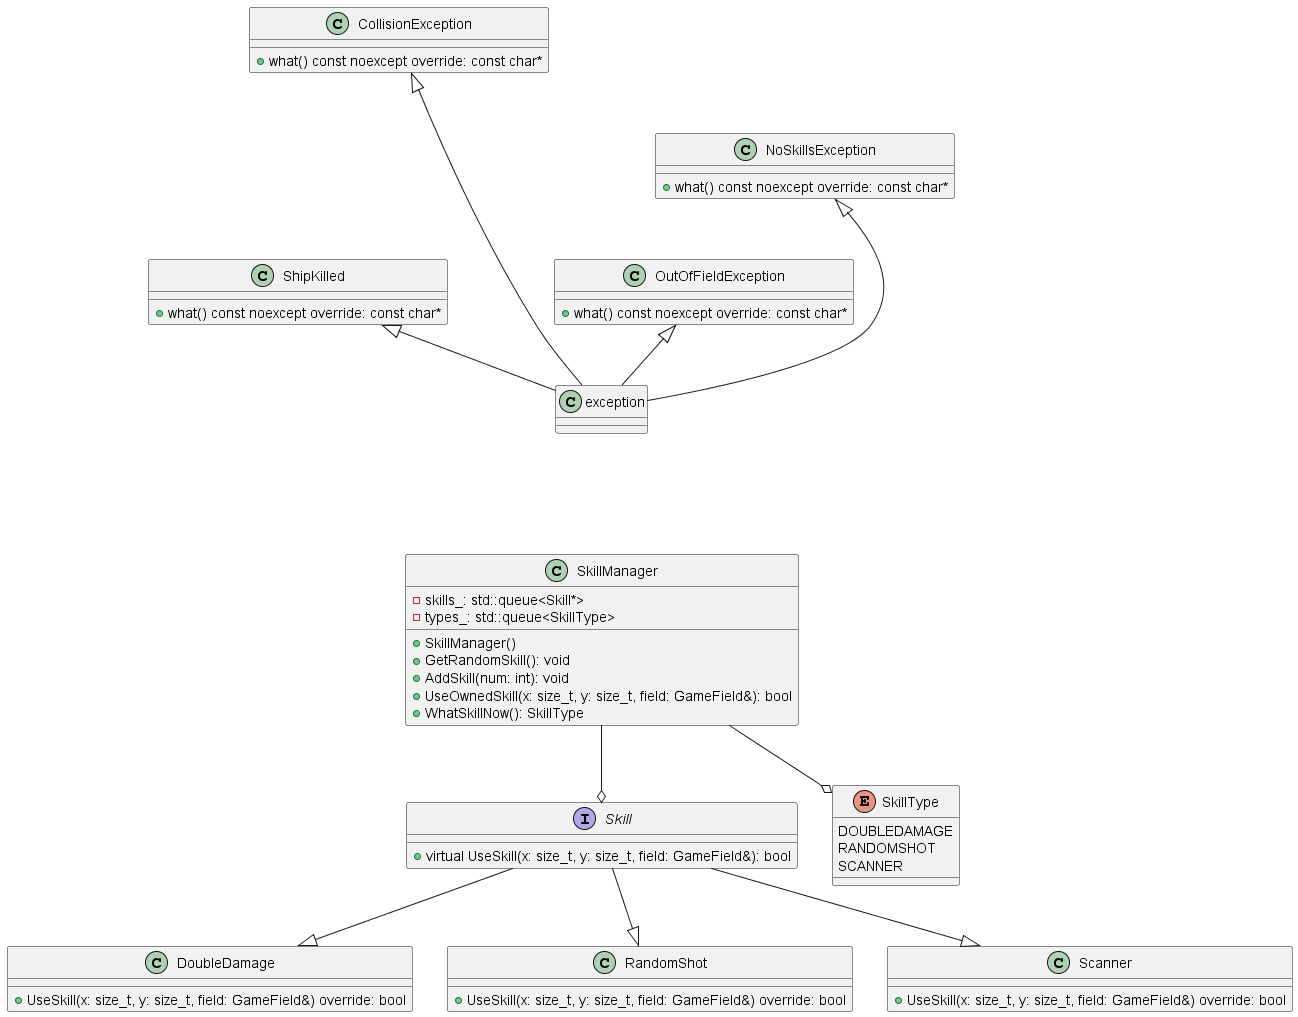 C CollisionException
what() const noexcept override: const char*
C NoSkillsException
what() const noexcept override: const char*
C ShipKilled
what() const noexcept override: const char*
C OutOfFieldException
what() const noexcept override: const char*
C exception
C SkillManager
skills_: std::queue<Skill*>
types_: std::queue<SkillType>
SkillManager()
GetRandomSkill(): void
AddSkill(num: int): void
UseOwnedSkill(x: size_t, y: size_t, field: GameField&): bool
WhatSkillNow(): SkillType
I Skill
virtual UseSkill(x: size_t, y: size_t, field: GameField&): bool
E SkillType
DOUBLEDAMAGE
RANDOMSHOT
SCANNER
C DoubleDamage
UseSkill(x: size_t, y: size_t, field: GameField&) override: bool
C RandomShot
UseSkill(x: size_t, y: size_t, field: GameField&) override: bool
C Scanner
UseSkill(x: size_t, y: size_t, field: GameField&) override: bool